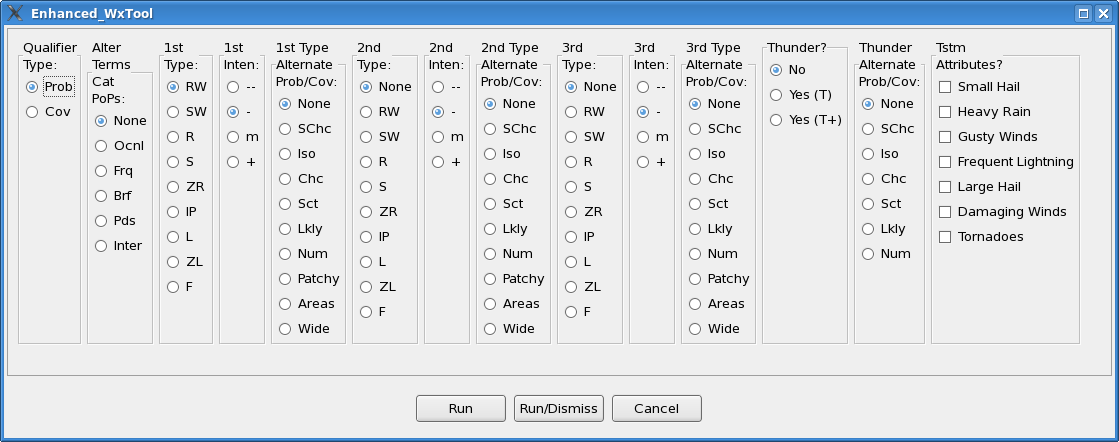 Enhanced_WxTool
Qualifier Type:
Prob
Cov
Alter Terms
Cat PoPs:
None
Ocnl
Frq
Brf
Pds
Inter
1st Type:
RW
SW
R
S
ZR
IP
L
ZL
F
1st Inten:
--
-
m
+
1st Type Alternate Prob/Cov:
None
SChc
Iso
Chc
Sct
Lkly
Num
Patchy
Areas
Wide
2nd Type:
None
RW
SW
R
S
ZR
IP
L
ZL
F
2nd Inten:
--
-
m
+
2nd Type Alternate Prob/Cov:
None
SChc
Iso
Chc
Sct
Lkly
Num
Patchy
Areas
Wide
3rd Type:
None
RW
SW
R
S
ZR
IP
L
ZL
F
3rd Inten:
--
-
m
+
3rd Type Alternate Prob/Cov:
None
SChc
Iso
Chc
Sct
Lkly
Num
Patchy
Areas
Wide
Thunder?
No
Yes (T)
Yes (T+)
Thunder Alternate Prob/Cov:
None
SChc
Iso
Chc
Sct
Lkly
Num
Tstm Attributes?
Small Hail
Heavy Rain
Gusty Winds
Frequent Lightning
Large Hail
Damaging Winds
Tornadoes
Run
Run/Dismiss
Cancel